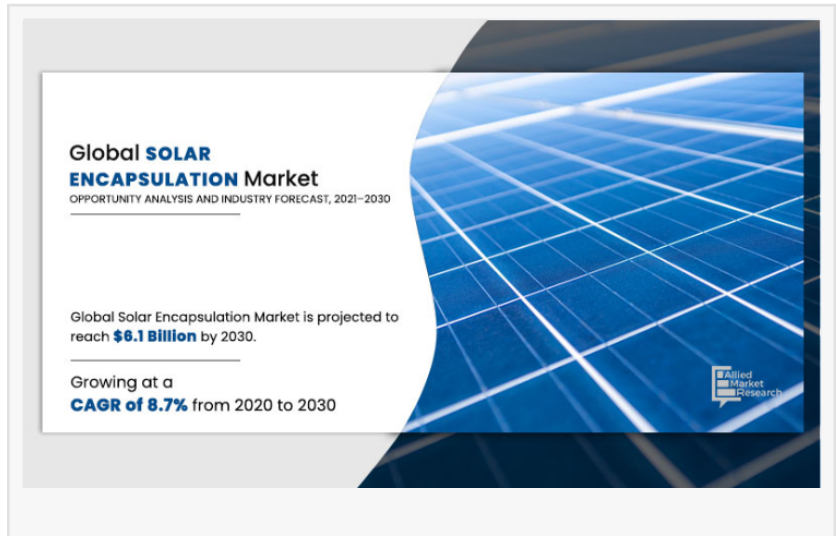 Global SOLAR
ENCAPSULATION Market
OPPORTUNITY ANALYSIS AND INDUSTRY FORECAST, 2021–2030
Global Solar Encapsulation Market is projected to
reach $6.1 Billion by 2030.
Growing at a
CAGR of 8.7% from 2020 to 2030
Allied
Market
Research